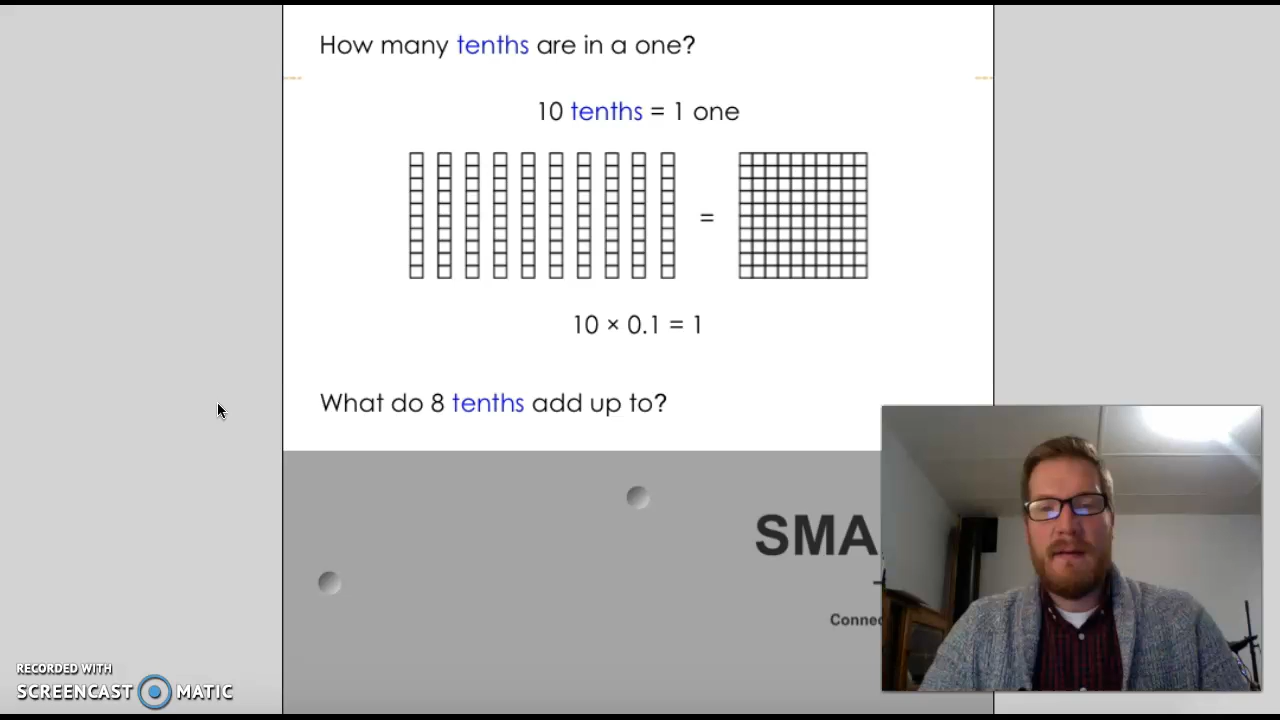 How many tenths are in a one?
10 tenths = 1 one
=
10 × 0.1 = 1
What do 8 tenths add up to?
SMA
Connec
RECORDED WITH
SCREENCAST MATIC